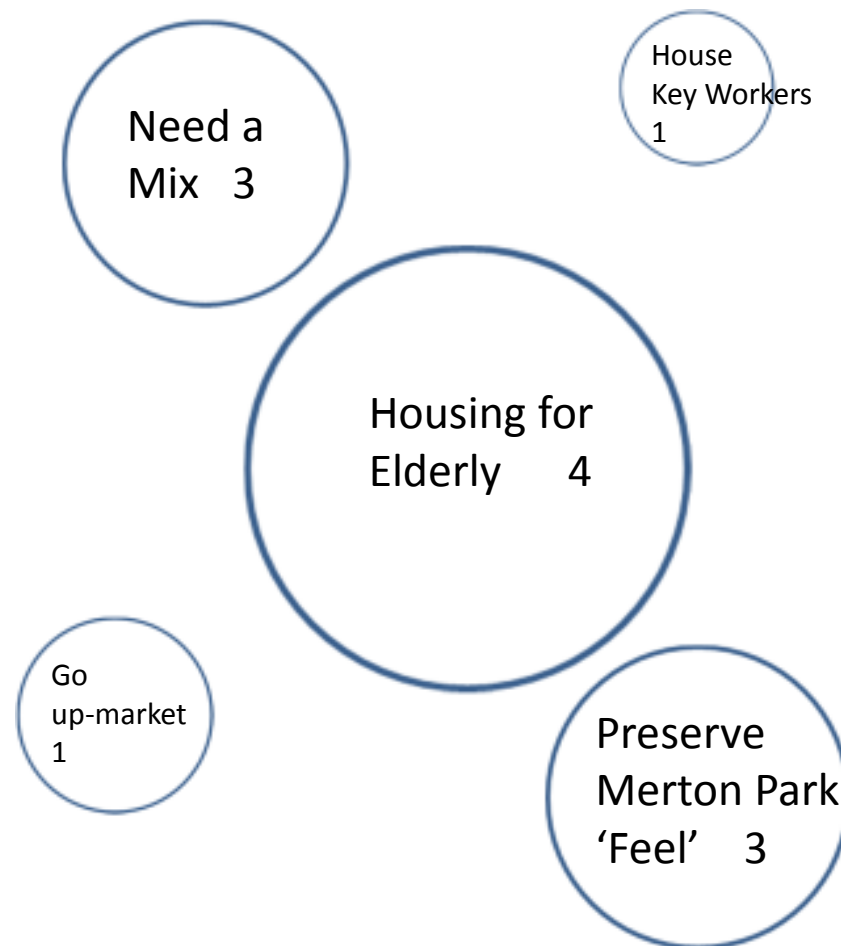 Need a
Mix 3
House
Key Workers
1
Housing for
Elderly 4
Go
up-market
1
Preserve
Merton Park
‘Feel’ 3